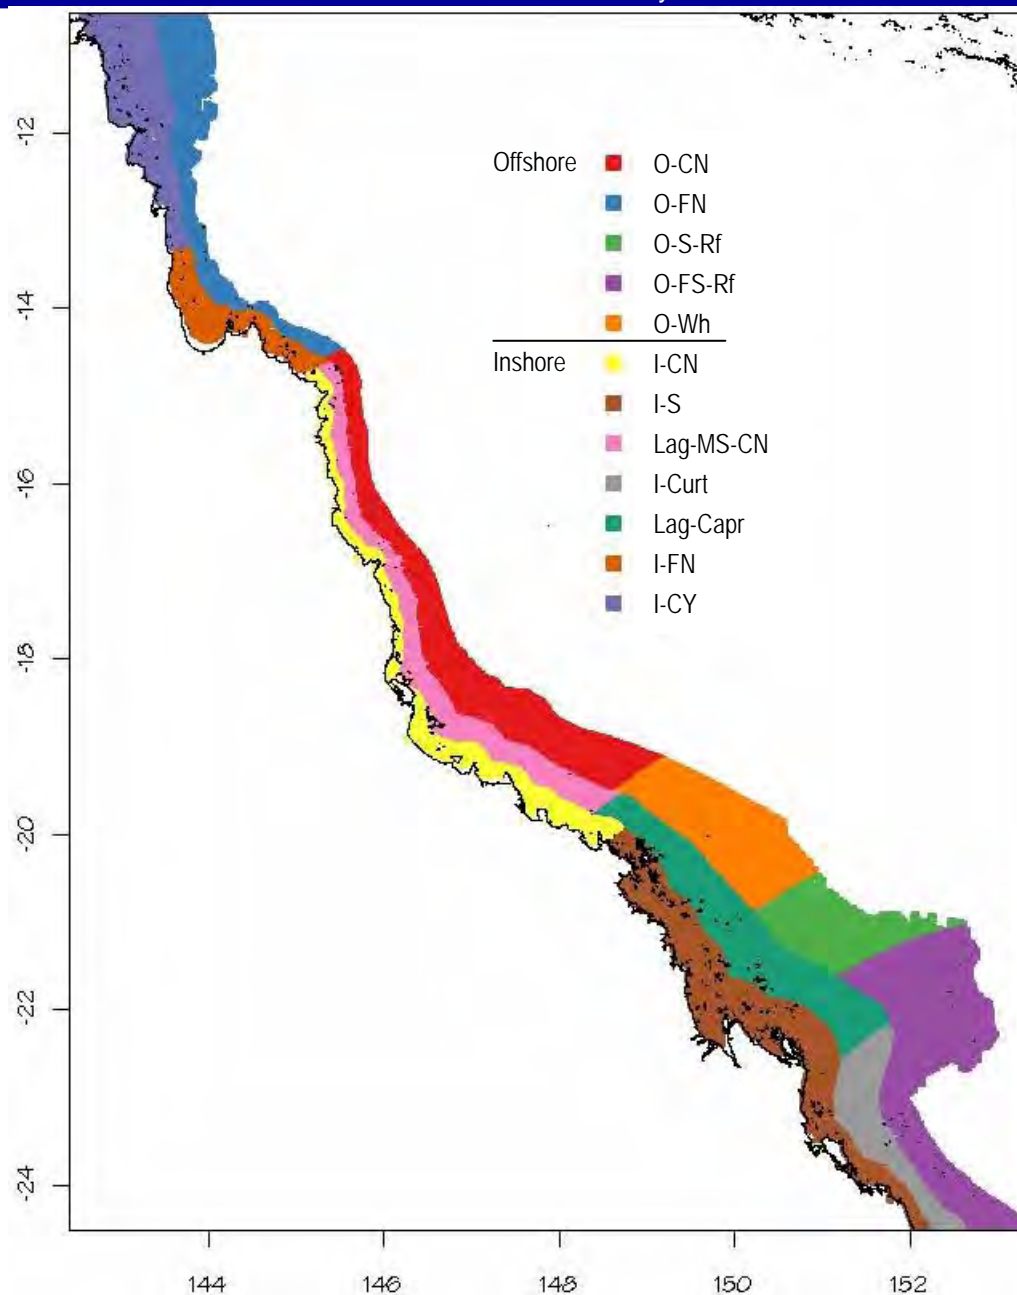 Offshore O-CN
O-FN
O-S-Rf
O-FS-Rf
O-Wh
Inshore I-CN
I-S
Lag-MS-CN
I-Curt
Lag-Capr
I-FN
I-CY
-12
-14
-16
-18
-20
-22
-24
144 146 148 150 152